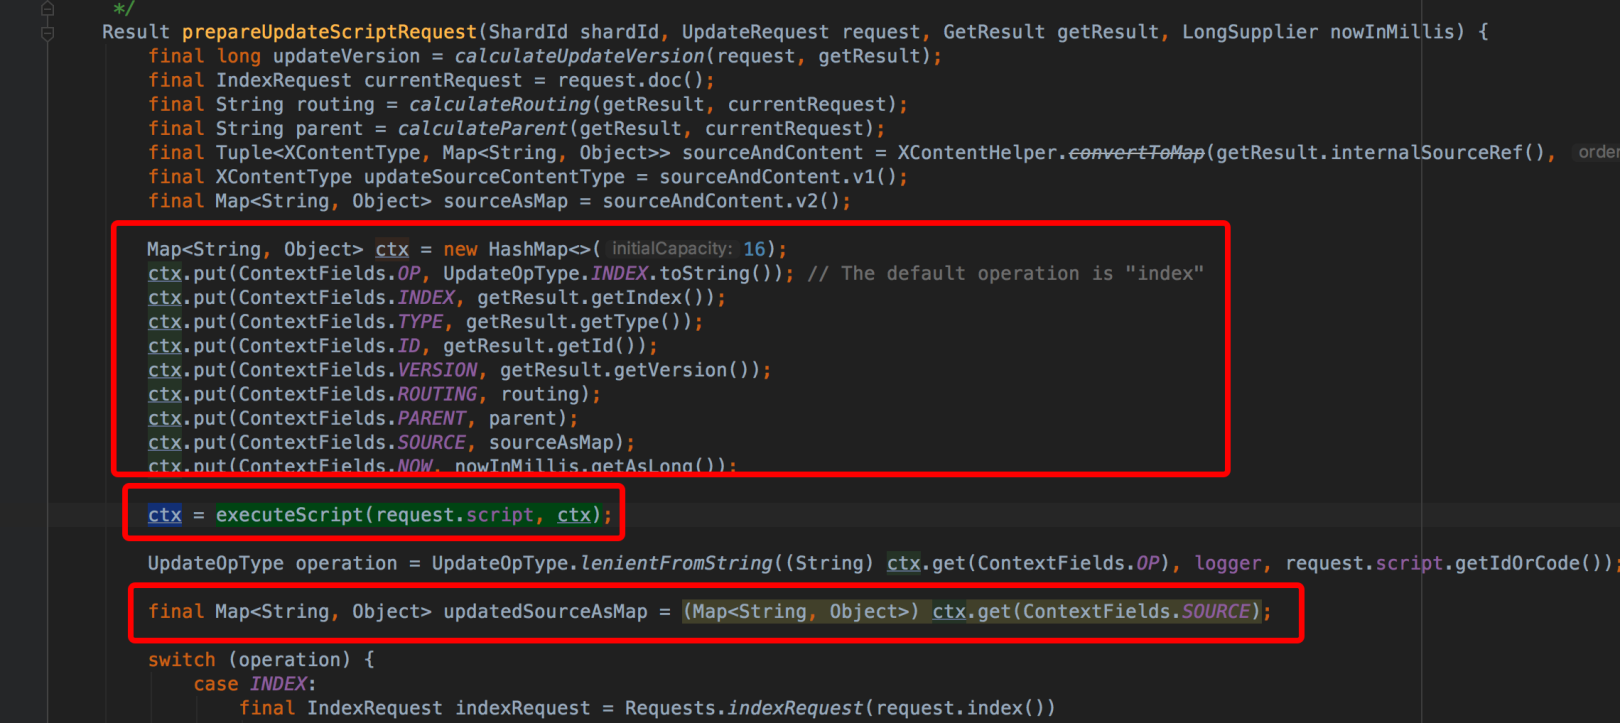 */
Result prepareUpdateScriptRequest(ShardId shardId, UpdateRequest request, GetResult getResult, LongSupplier nowInMillis) {
final long updateVersion = calculateUpdateVersion(request, getResult);
final IndexRequest currentRequest = request.doc();
final String routing = calculateRouting(getResult, currentRequest);
final String parent = calculateParent(getResult, currentRequest);
final Tuple<XContentType, Map<String, Object>> sourceAndContent = XContentHelper.convertToMap(getResult.internalSourceRef(), order
final XContentType updateSourceContentType = sourceAndContent.v1();
final Map<String, Object> sourceAsMap = sourceAndContent.v2();
Map<String, Object> ctx = new HashMap<>( initialCapacity: 16);
ctx.put(ContextFields.OP, UpdateOpType.INDEX.toString()); // The default operation is "index"
ctx.put(ContextFields.INDEX, getResult.getIndex());
ctx.put(ContextFields.TYPE, getResult.getType());
ctx.put(ContextFields.ID, getResult.getId());
ctx.put(ContextFields.VERSION, getResult.getVersion());
ctx.put(ContextFields.ROUTING, routing);
ctx.put(ContextFields.PARENT, parent);
ctx.put(ContextFields.SOURCE, sourceAsMap);
ctx.put(ContextFields.NOW, nowInMillis.getAsLong());
ctx = executeScript(request.script, ctx);
UpdateOpType operation = UpdateOpType.lenientFromString((String) ctx.get(ContextFields.OP), logger, request.script.getIdOrCode());
final Map<String, Object> updatedSourceAsMap = (Map<String, Object>) ctx.get(ContextFields.SOURCE);
switch (operation) {
case INDEX:
final IndexRequest indexRequest = Requests.indexRequest(request.index())